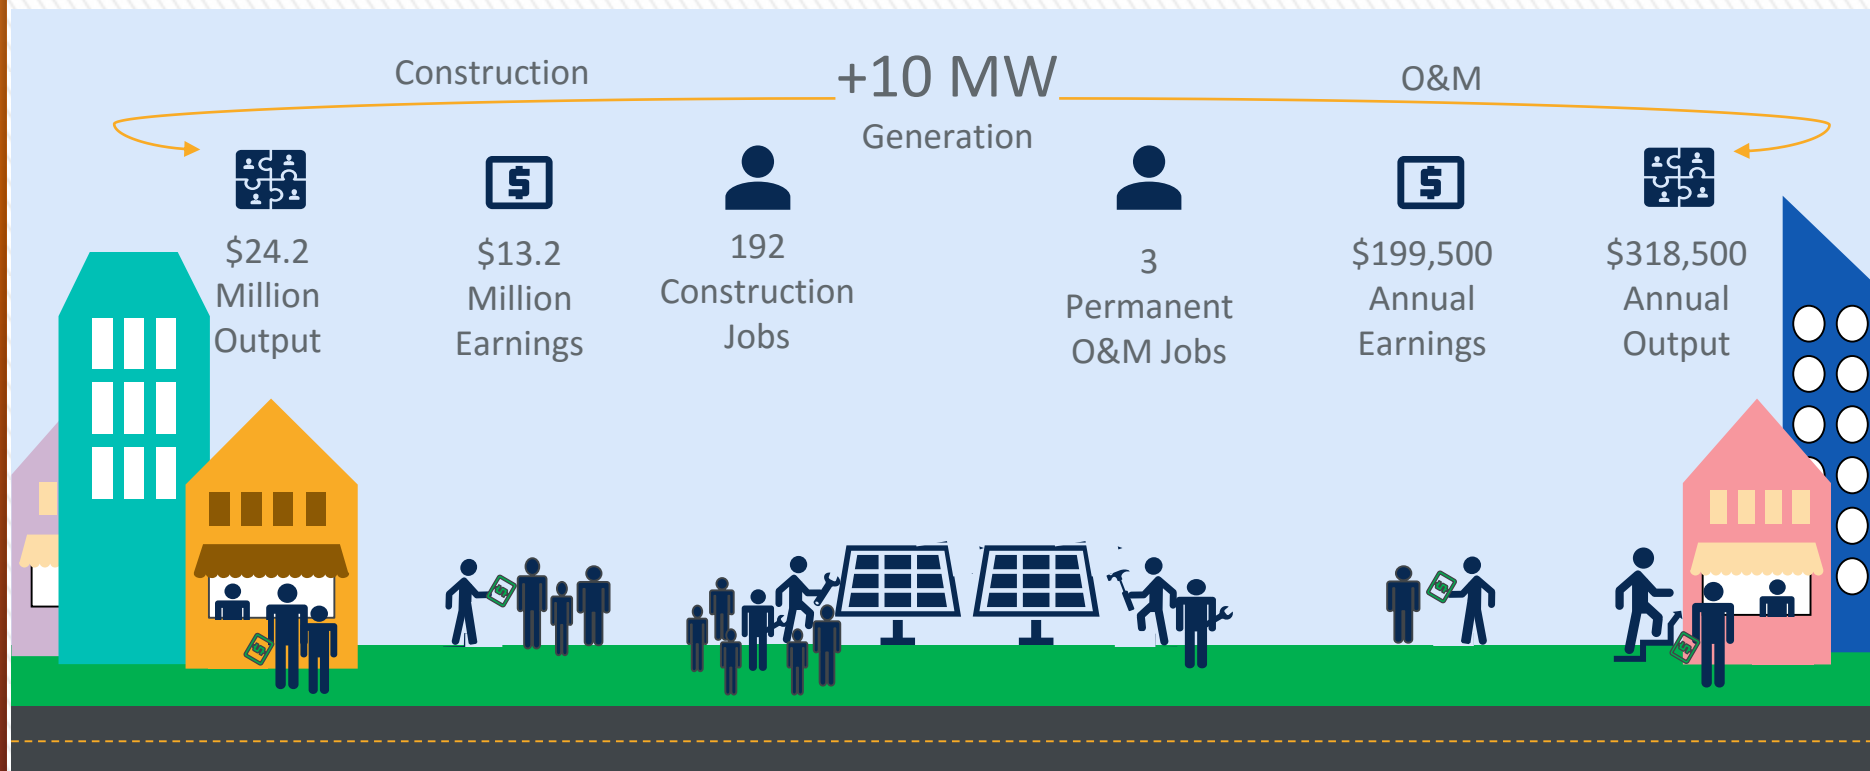 Construction
+10 MW
Generation
O&M
$24.2
Million
Output
$13.2
Million
Earnings
192
Construction
Jobs
3
Permanent
O&M Jobs
$199,500
Annual
Earnings
$318,500
Annual
Output